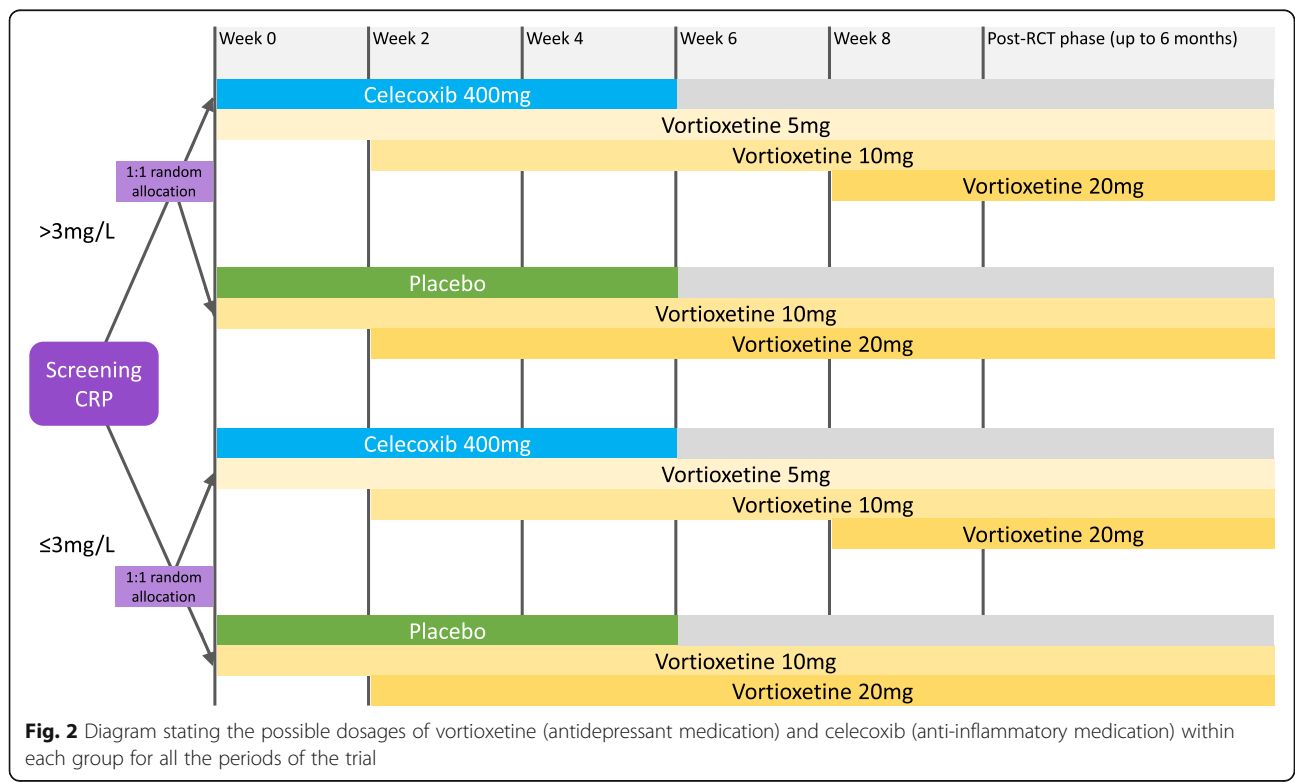 Week 0
Week 2
Week 4
Week 6
Week 8
Post-RCT phase (up to 6 months)
Celecoxib 400mg
Vortioxetine 5mg
Vortioxetine 10mg
Vortioxetine 20mg
1:1 random
allocation
>3mg/L
Placebo
Vortioxetine 10mg
Vortioxetine 20mg
Screening
CRP
Celecoxib 400mg
Vortioxetine 5mg
Vortioxetine 10mg
Vortioxetine 20mg
≤3mg/L
1:1 random
allocation
Placebo
Vortioxetine 10mg
Vortioxetine 20mg
Fig. 2 Diagram stating the possible dosages of vortioxetine (antidepressant medication) and celecoxib (anti-inflammatory medication) within
each group for all the periods of the trial